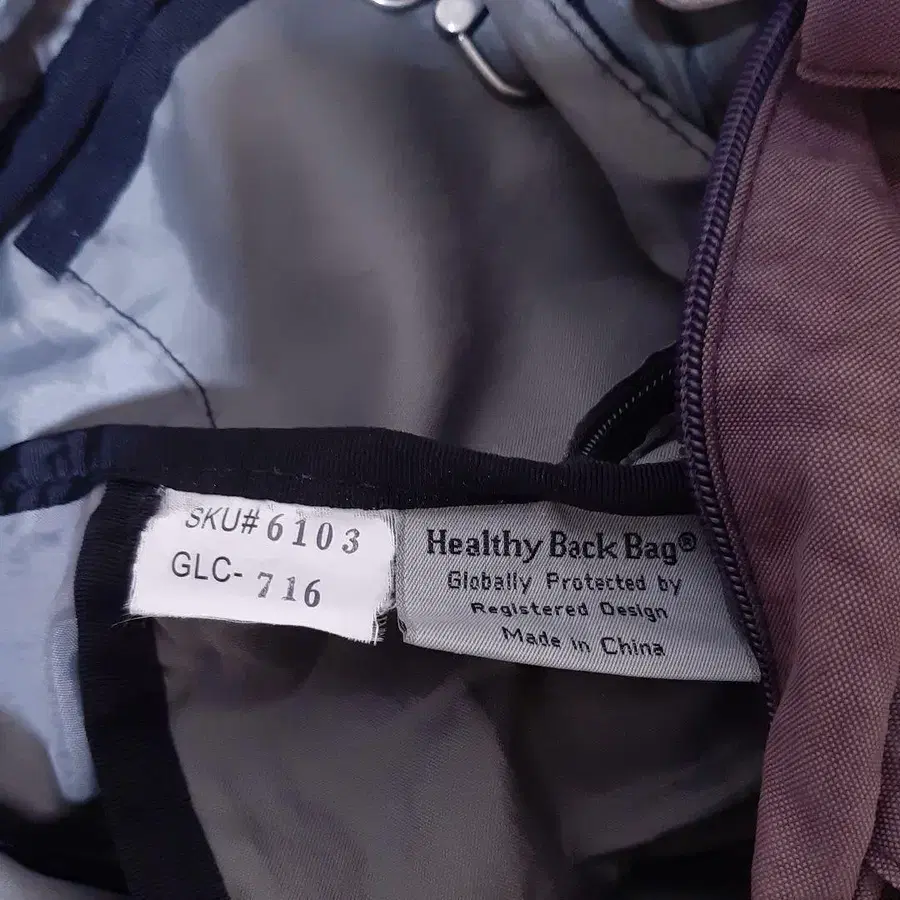 SKU# 6103
GLC- 716
Healthy Back Bag®
Globally Protected by
Registered Design
Made in China